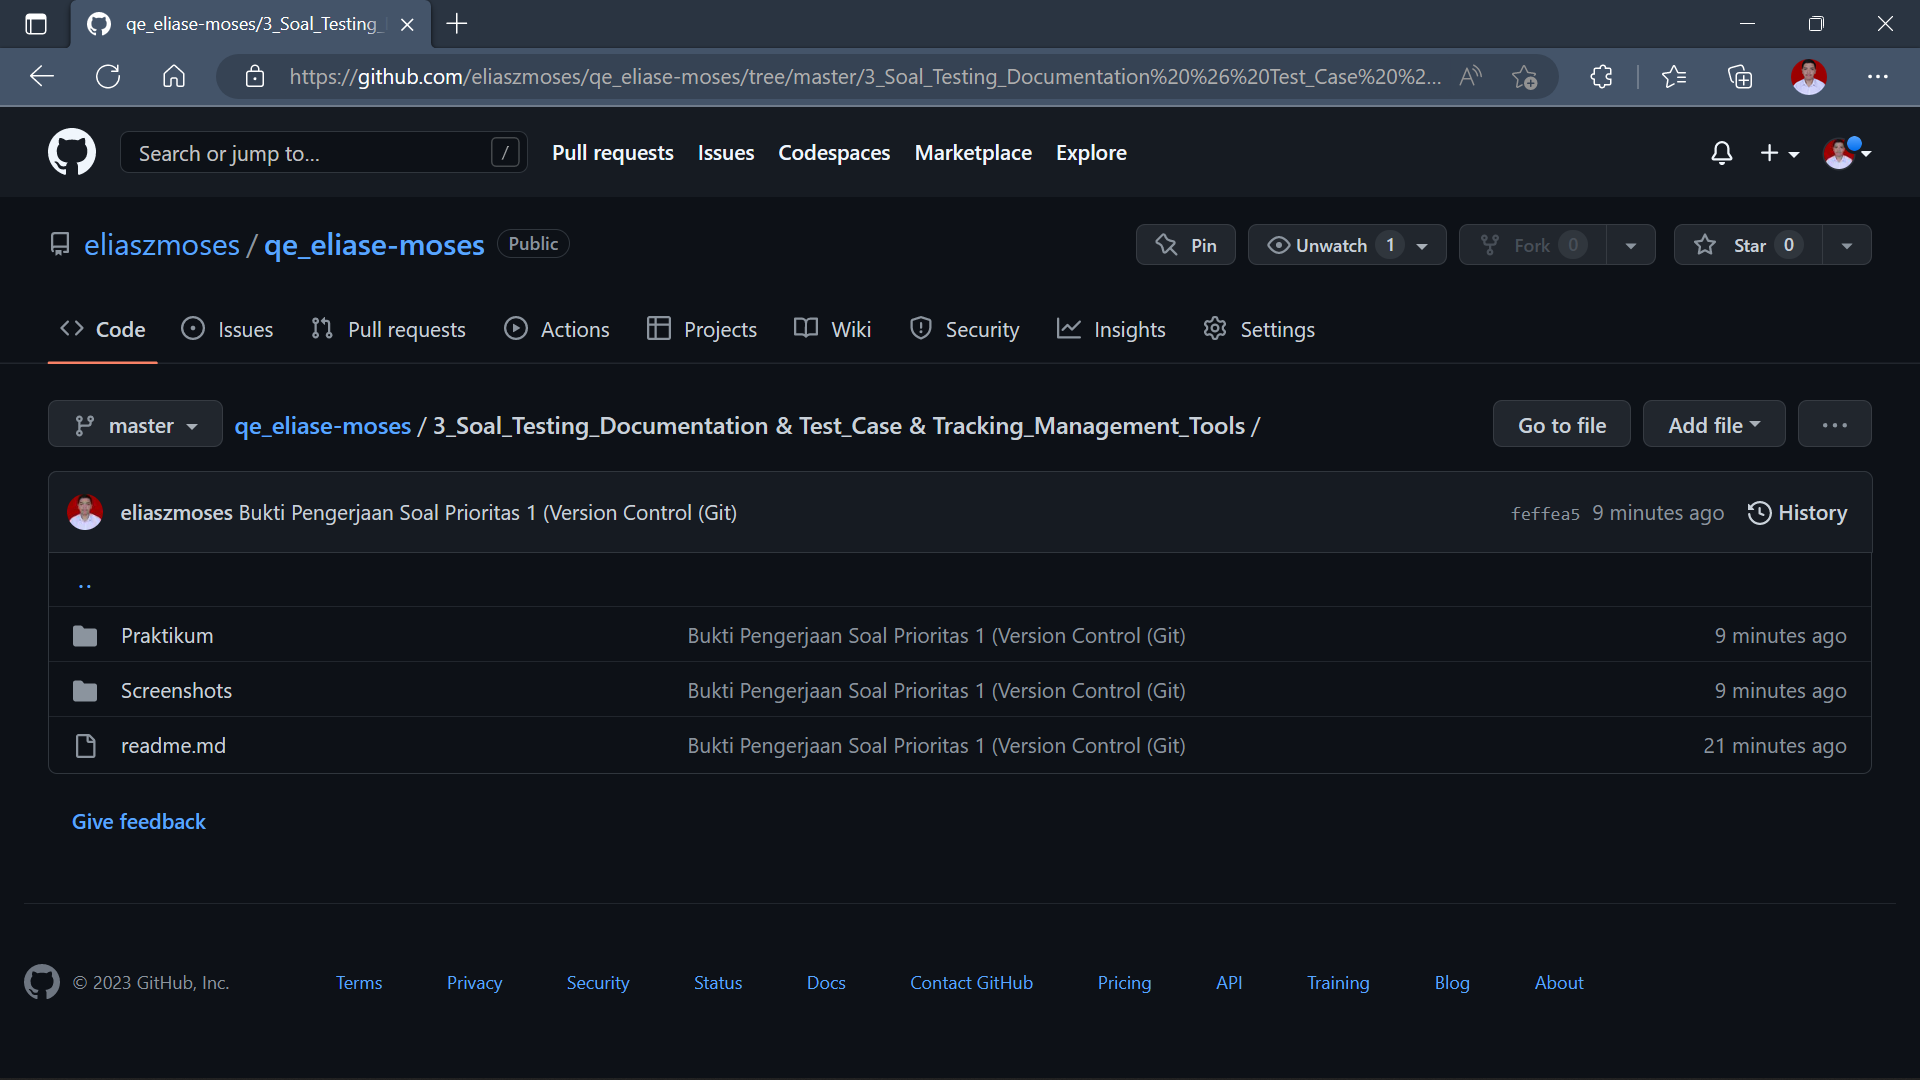 qe_eliase-moses/3_Soal_Testing_
https://github.com/eliaszmoses/qe_eliase-moses/tree/master/3_Soal_Testing_Documentation%20%26%20Test_Case%20%2...
Search or jump to... / Pull requests Issues Codespaces Marketplace Explore
eliaszmoses / qe_eliase-moses Public Pin Unwatch 1 Fork 0 Star 0
Code Issues Pull requests Actions Projects Wiki Security Insights Settings
master qe_eliase-moses / 3_Soal_Testing_Documentation & Test_Case & Tracking_Management_Tools / Go to file Add file ...
eliaszmoses Bukti Pengerjaan Soal Prioritas 1 (Version Control (Git) feffea5 9 minutes ago History
..
Praktikum Bukti Pengerjaan Soal Prioritas 1 (Version Control (Git) 9 minutes ago
Screenshots Bukti Pengerjaan Soal Prioritas 1 (Version Control (Git) 9 minutes ago
readme.md Bukti Pengerjaan Soal Prioritas 1 (Version Control (Git) 21 minutes ago
Give feedback
© 2023 GitHub, Inc. Terms Privacy Security Status Docs Contact GitHub Pricing API Training Blog About